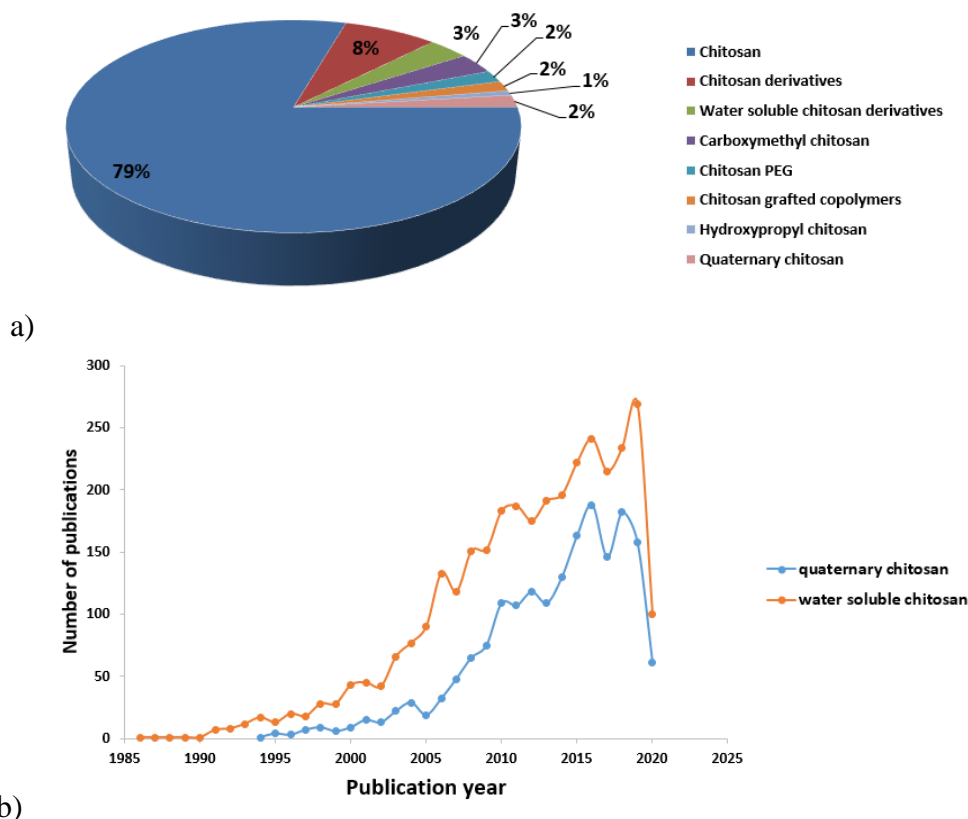 3%
3%
2%
8%
2%
1%
2%
79%
Chitosan
Chitosan derivatives
Water soluble chitosan derivatives
Carboxymethyl chitosan
Chitosan PEG
Chitosan grafted copolymers
Hydroxypropyl chitosan
Quaternary chitosan
a)
300
250
200
150
100
50
0
Number of publications
1985 1990 1995 2000 2005 2010 2015 2020 2025
Publication year
quaternary chitosan
water soluble chitosan
b)